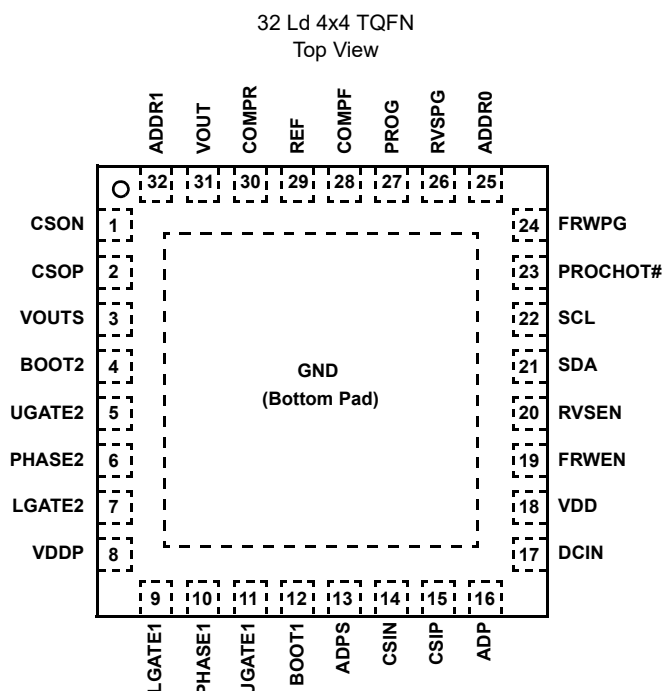 32 Ld 4x4 TQFN
Top View
ADDR1
VOUT
COMPR
REF
COMPF
PROG
RVSPG
ADDR0
32 31 30 29 28 27 26 25
CSON 1
CSOP 2
VOUTS 3
BOOT2 4
UGATE2 5
PHASE2 6
LGATE2 7
VDDP 8
GND
(Bottom Pad)
24 FRWPG
23 PROCHOT#
22 SCL
21 SDA
20 RVSEN
19 FRWEN
18 VDD
17 DCIN
9 10 11 12 13 14 15 16
LGATE1
PHASE1
UGATE1
BOOT1
ADPS
CSIN
CSIP
ADP